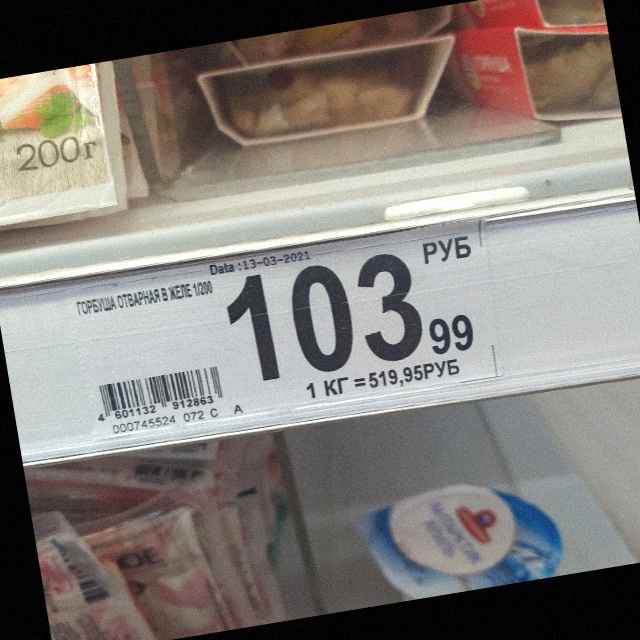 200г
Data :13-03-2021
РУБ
ГОРБУША ОТВАРНАЯ В ЖЕЛЕ 1/200
103 99
1 КГ = 519,95РУБ
4 601132 912863
000745524 072 С А